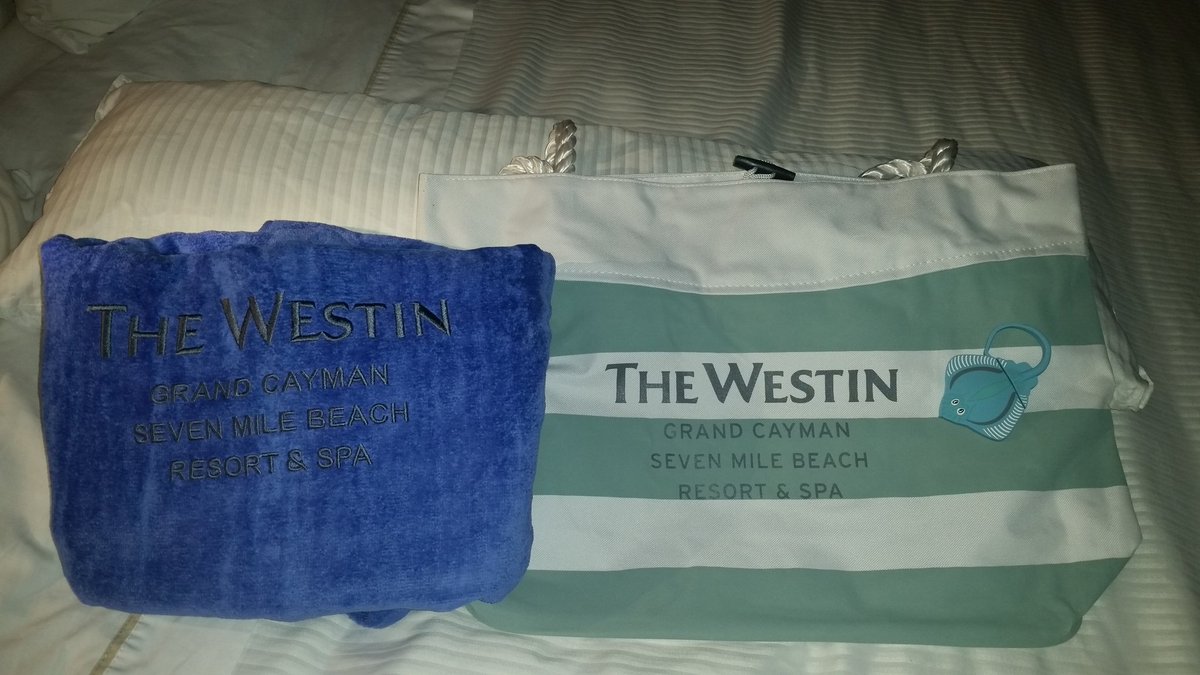 THE WESTIN
GRAND CAYMAN
SEVEN MILE BEACH
RESORT & SPA
THE WESTIN
GRAND CAYMAN
SEVEN MILE BEACH
RESORT & SPA